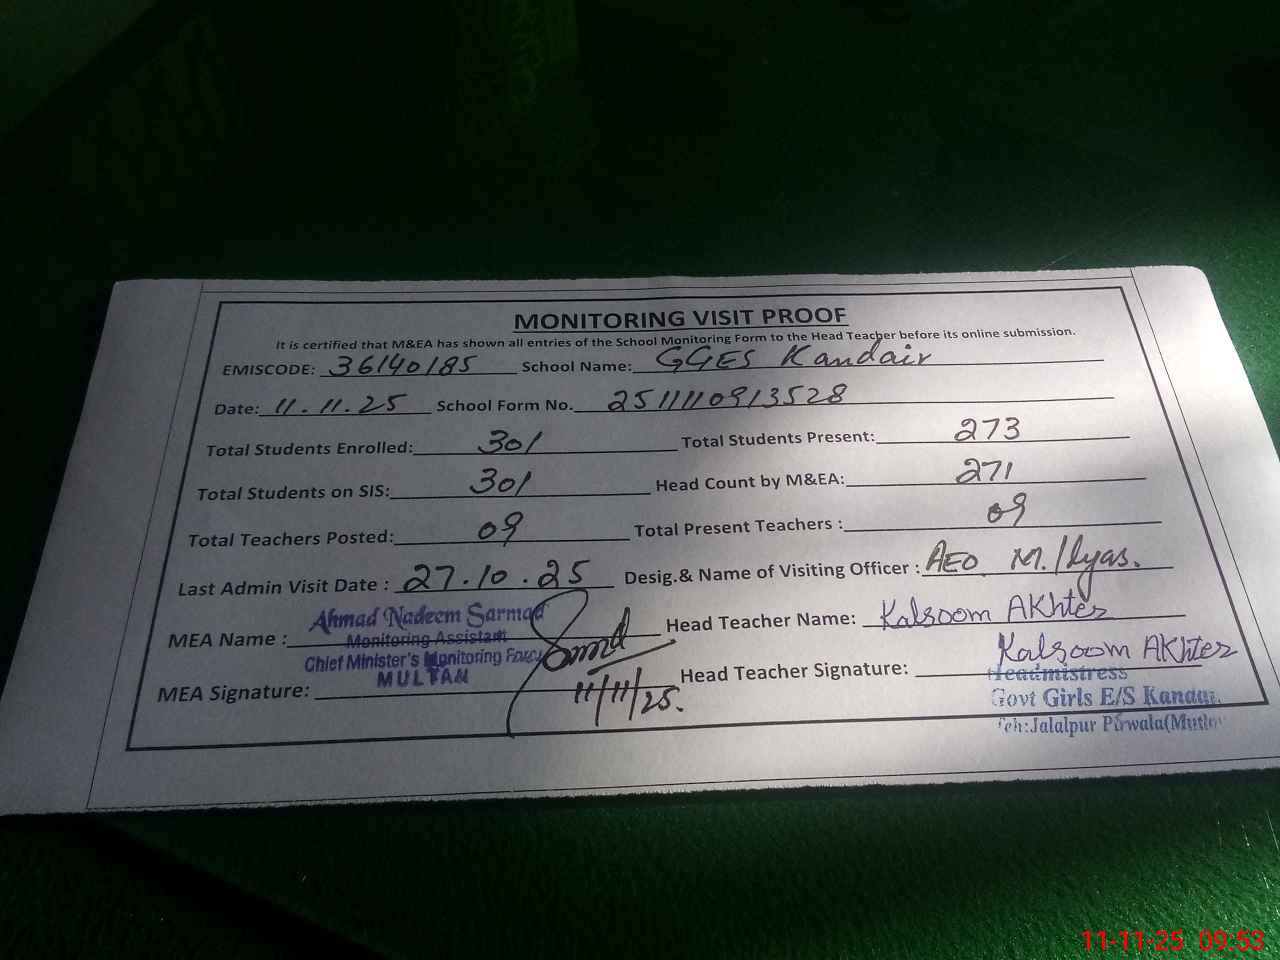 MONITORING VISIT PROOF
It is certified that M&EA has shown all entries of the School Monitoring Form to the Head Teacher before its online submission.
EMISCODE: 36140185 School Name: GGES Kandair
Date: 11.11.25 School Form No. 2511110913528
Total Students Enrolled: 301 Total Students Present: 273
Total Students on SIS: 301 Head Count by M&EA: 271
Total Teachers Posted: 09 Total Present Teachers : 09
Last Admin Visit Date : 27.10.25 Desig.& Name of Visiting Officer : AEO M. Ilyas.
MEA Name : Ahmad Nadeem Sarmad Head Teacher Name: Kalsoom AKhter
Monitoring Assistant
Chief Minister's Monitoring Force
MULTAN
MEA Signature: 11/11/25. Head Teacher Signature: Kalsoom AKhter
Headmistress
Govt Girls E/S
Jalalpur Pirwala
11-11-25 09:53